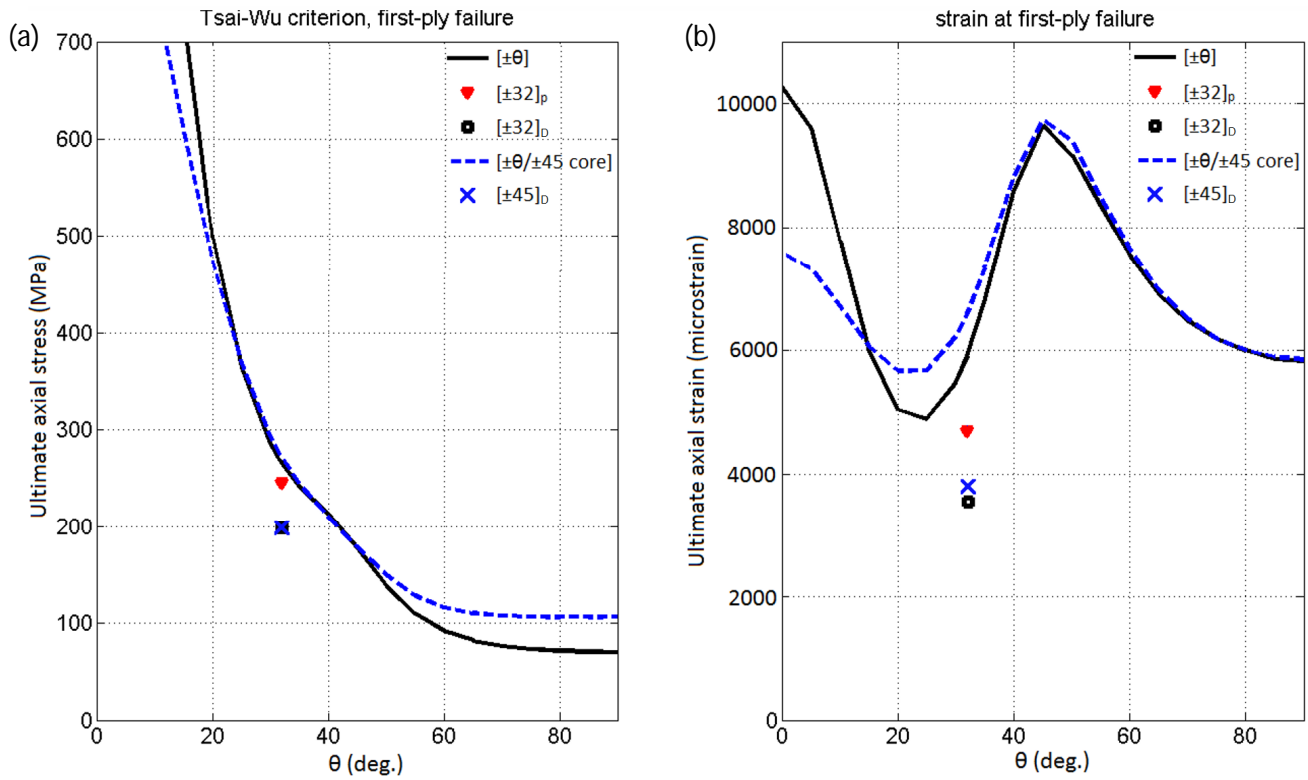 (a)
Tsai-Wu criterion, first-ply failure
Ultimate axial stress (MPa)
700
600
500
400
300
200
100
0
0
20
40
60
80
θ (deg.)
[±θ]
[±32]p
[±32]D
[±θ/±45 core]
[±45]D
(b)
strain at first-ply failure
Ultimate axial strain (microstrain)
10000
8000
6000
4000
2000
0
0
20
40
60
80
θ (deg.)
[±θ]
[±32]p
[±32]D
[±θ/±45 core]
[±45]D